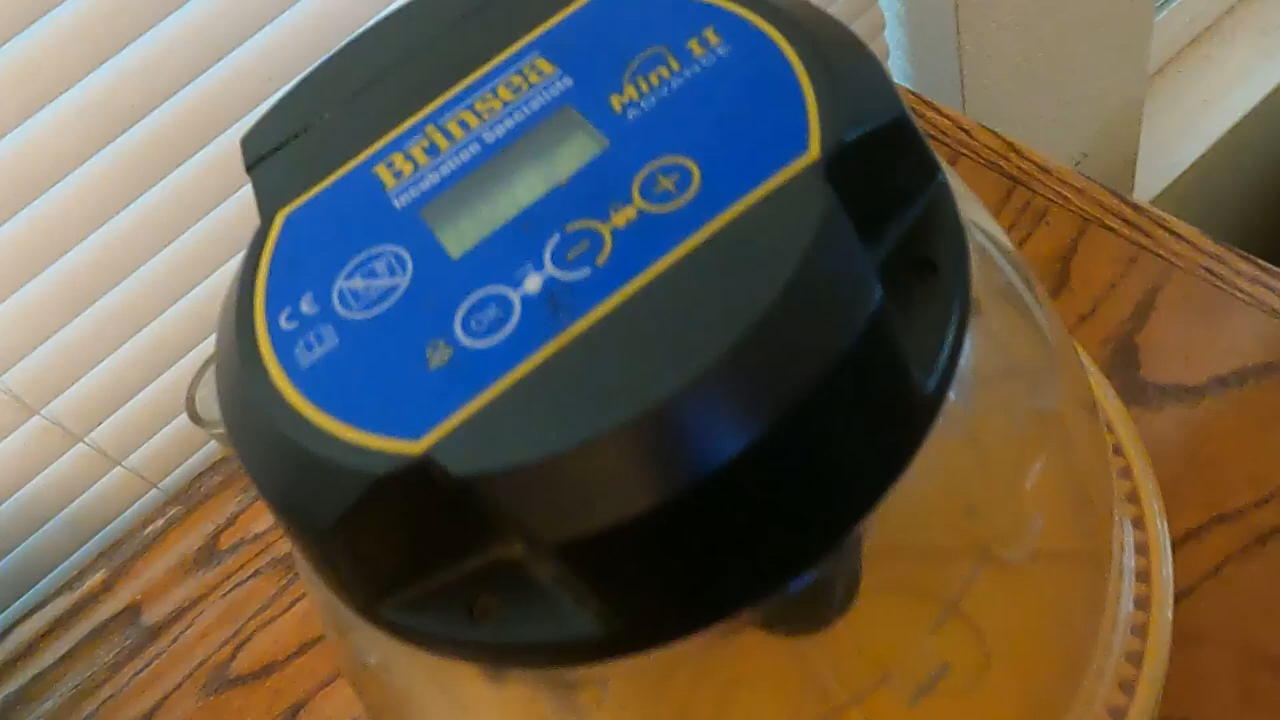 Brinsea
Incubation Specialists
Mini II
ADVANCE
CE
OK
-
+